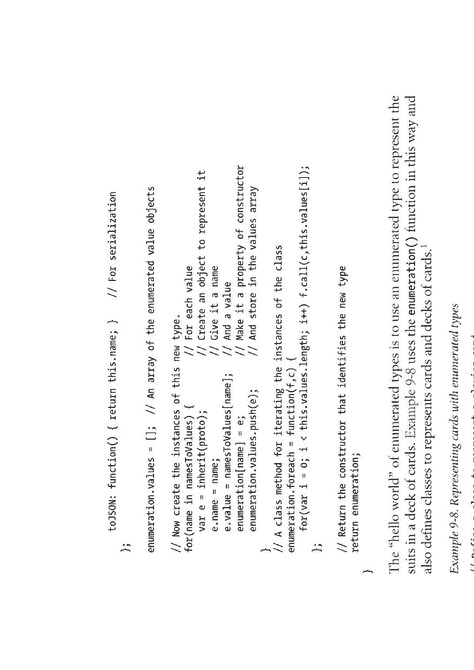 toJSON: function() { return this.name; }     // For serialization
    };

    enumeration.values = [];  // An array of the enumerated value objects

    // Now create the instances of this new type.
    for(name in namesToValues) {         // For each value
        var e = inherit(proto);          // Create an object to represent it
        e.name = name;                   // Give it a name
        e.value = namesToValues[name];   // And a value
        enumeration[name] = e;           // Make it a property of constructor
        enumeration.values.push(e);      // And store in the values array
    }
    // A class method for iterating the instances of the class
    enumeration.foreach = function(f,c) {
        for(var i = 0; i < this.values.length; i++) f.call(c,this.values[i]);
    };

    // Return the constructor that identifies the new type
    return enumeration;
}
The “hello world” of enumerated types is to use an enumerated type to represent the
suits in a deck of cards. Example 9-8 uses the enumeration() function in this way and
also defines classes to represents cards and decks of cards.1
Example 9-8. Representing cards with enumerated types